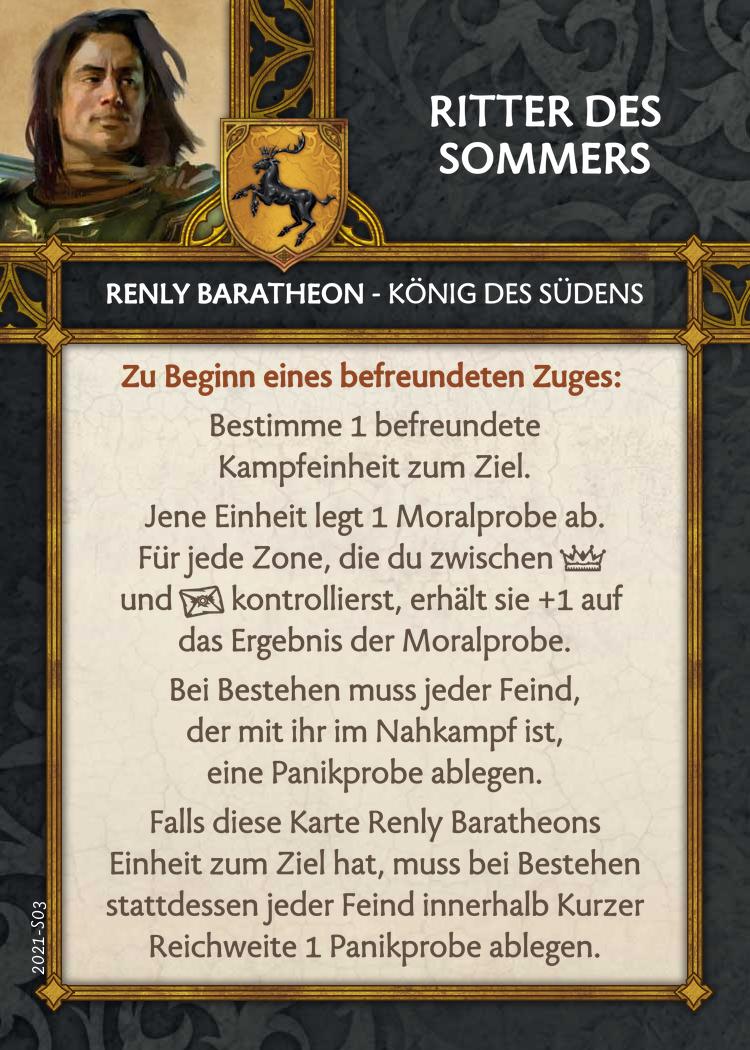 RITTER DES
SOMMERS
RENLY BARATHEON - KÖNIG DES SÜDENS
Zu Beginn eines befreundeten Zuges:
Bestimme 1 befreundete
Kampfeinheit zum Ziel.
Jene Einheit legt 1 Moralprobe ab.
Für jede Zone, die du zwischen
und kontrollierst, erhält sie +1 auf
das Ergebnis der Moralprobe.
Bei Bestehen muss jeder Feind,
der mit ihr im Nahkampf ist,
eine Panikprobe ablegen.
Falls diese Karte Renly Baratheons
Einheit zum Ziel hat, muss bei Bestehen
stattdessen jeder Feind innerhalb Kurzer
Reichweite 1 Panikprobe ablegen.
2021-S03